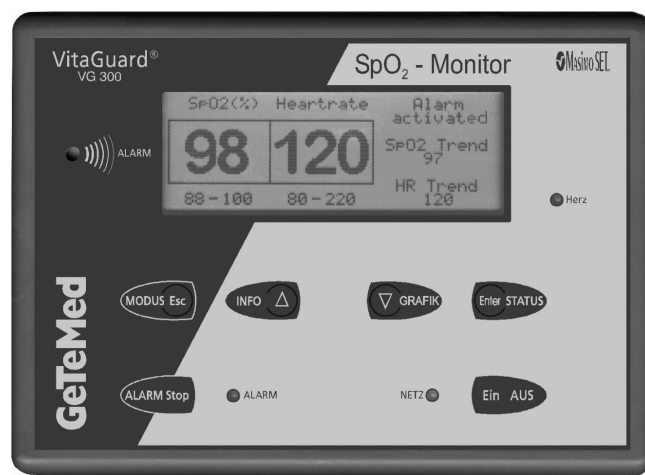 VitaGuard®
VG 300
SpO₂ - Monitor
Masimo SET
SpO2(%) Heartrate Alarm
activated
ALARM
98 120
SpO2 Trend
97
88-100 80-220
HR Trend
120
Herz
GeTeMed
MODUS Esc
INFO △
▽ GRAFIK
Enter STATUS
ALARM Stop
ALARM
NETZ
Ein AUS